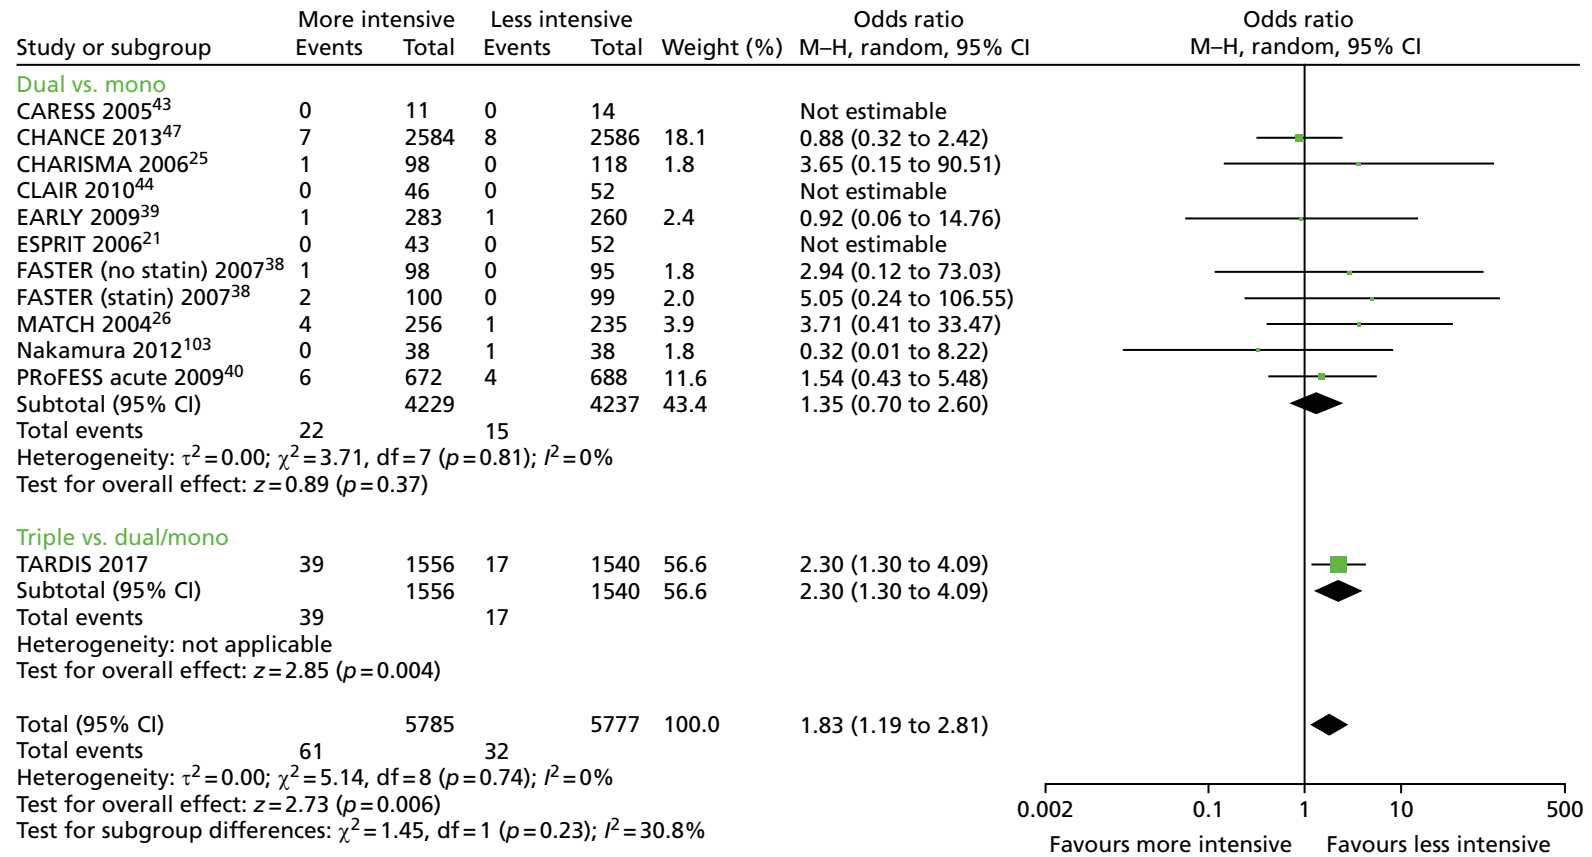 More intensive Less intensive Odds ratio Odds ratio
Study or subgroup Events Total Events Total Weight (%) M–H, random, 95% CI M–H, random, 95% CI
Dual vs. mono
CARESS 2005⁴³ 0 11 0 14 Not estimable
CHANCE 2013⁴⁷ 7 2584 8 2586 18.1 0.88 (0.32 to 2.42)
CHARISMA 2006²⁵ 1 98 0 118 1.8 3.65 (0.15 to 90.51)
CLAIR 2010⁴⁴ 0 46 0 52 Not estimable
EARLY 2009³⁹ 1 283 1 260 2.4 0.92 (0.06 to 14.76)
ESPRIT 2006²¹ 0 43 0 52 Not estimable
FASTER (no statin) 2007³⁸ 1 98 0 95 1.8 2.94 (0.12 to 73.03)
FASTER (statin) 2007³⁸ 2 100 0 99 2.0 5.05 (0.24 to 106.55)
MATCH 2004²⁶ 4 256 1 235 3.9 3.71 (0.41 to 33.47)
Nakamura 2012¹⁰³ 0 38 1 38 1.8 0.32 (0.01 to 8.22)
PRoFESS acute 2009⁴⁰ 6 672 4 688 11.6 1.54 (0.43 to 5.48)
Subtotal (95% CI) 4229 4237 43.4 1.35 (0.70 to 2.60)
Total events 22 15
Heterogeneity: τ²=0.00; χ²=3.71, df=7 (p=0.81); I²=0%
Test for overall effect: z=0.89 (p=0.37)
Triple vs. dual/mono
TARDIS 2017 39 1556 17 1540 56.6 2.30 (1.30 to 4.09)
Subtotal (95% CI) 1556 1540 56.6 2.30 (1.30 to 4.09)
Total events 39 17
Heterogeneity: not applicable
Test for overall effect: z=2.85 (p=0.004)
Total (95% CI) 5785 5777 100.0 1.83 (1.19 to 2.81)
Total events 61 32
Heterogeneity: τ²=0.00; χ²=5.14, df=8 (p=0.74); I²=0%
Test for overall effect: z=2.73 (p=0.006)
Test for subgroup differences: χ²=1.45, df=1 (p=0.23); I²=30.8%
0.002 0.1 1 10 500
Favours more intensive Favours less intensive